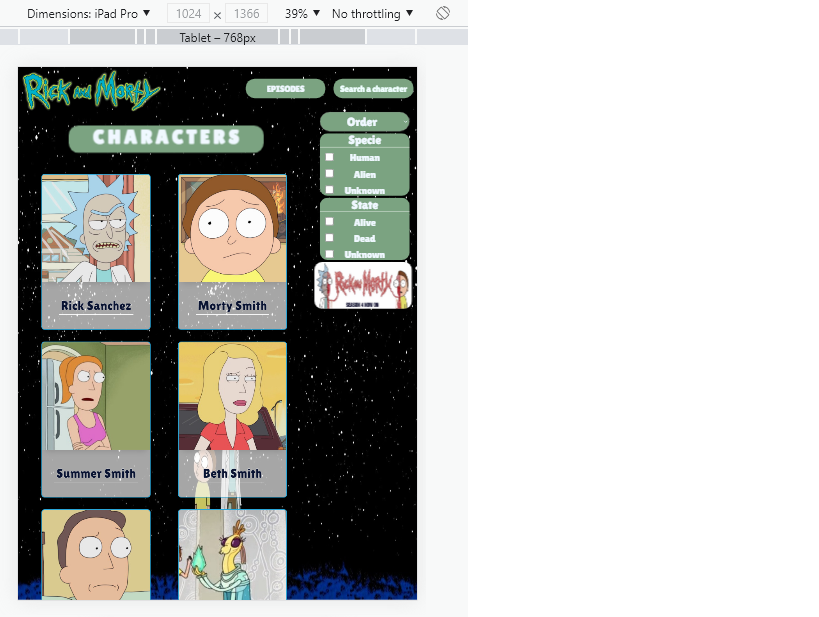 Dimensions: iPad Pro ▼ 1024 × 1366 39% ▼ No throttling ▼
Tablet – 768px
Rick and Morty
EPISODES
Search a character
CHARACTERS
Order
Specie
Human
Alien
Unknown
State
Alive
Dead
Unknown
Rick and Morty
Rick Sanchez
Morty Smith
Summer Smith
Beth Smith